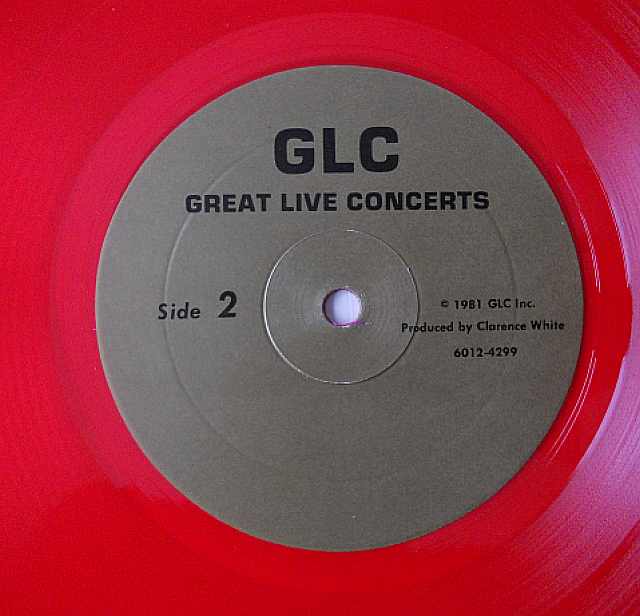 GLC
GREAT LIVE CONCERTS
Side 2
© 1981 GLC Inc.
Produced by Clarence White
6012-4299